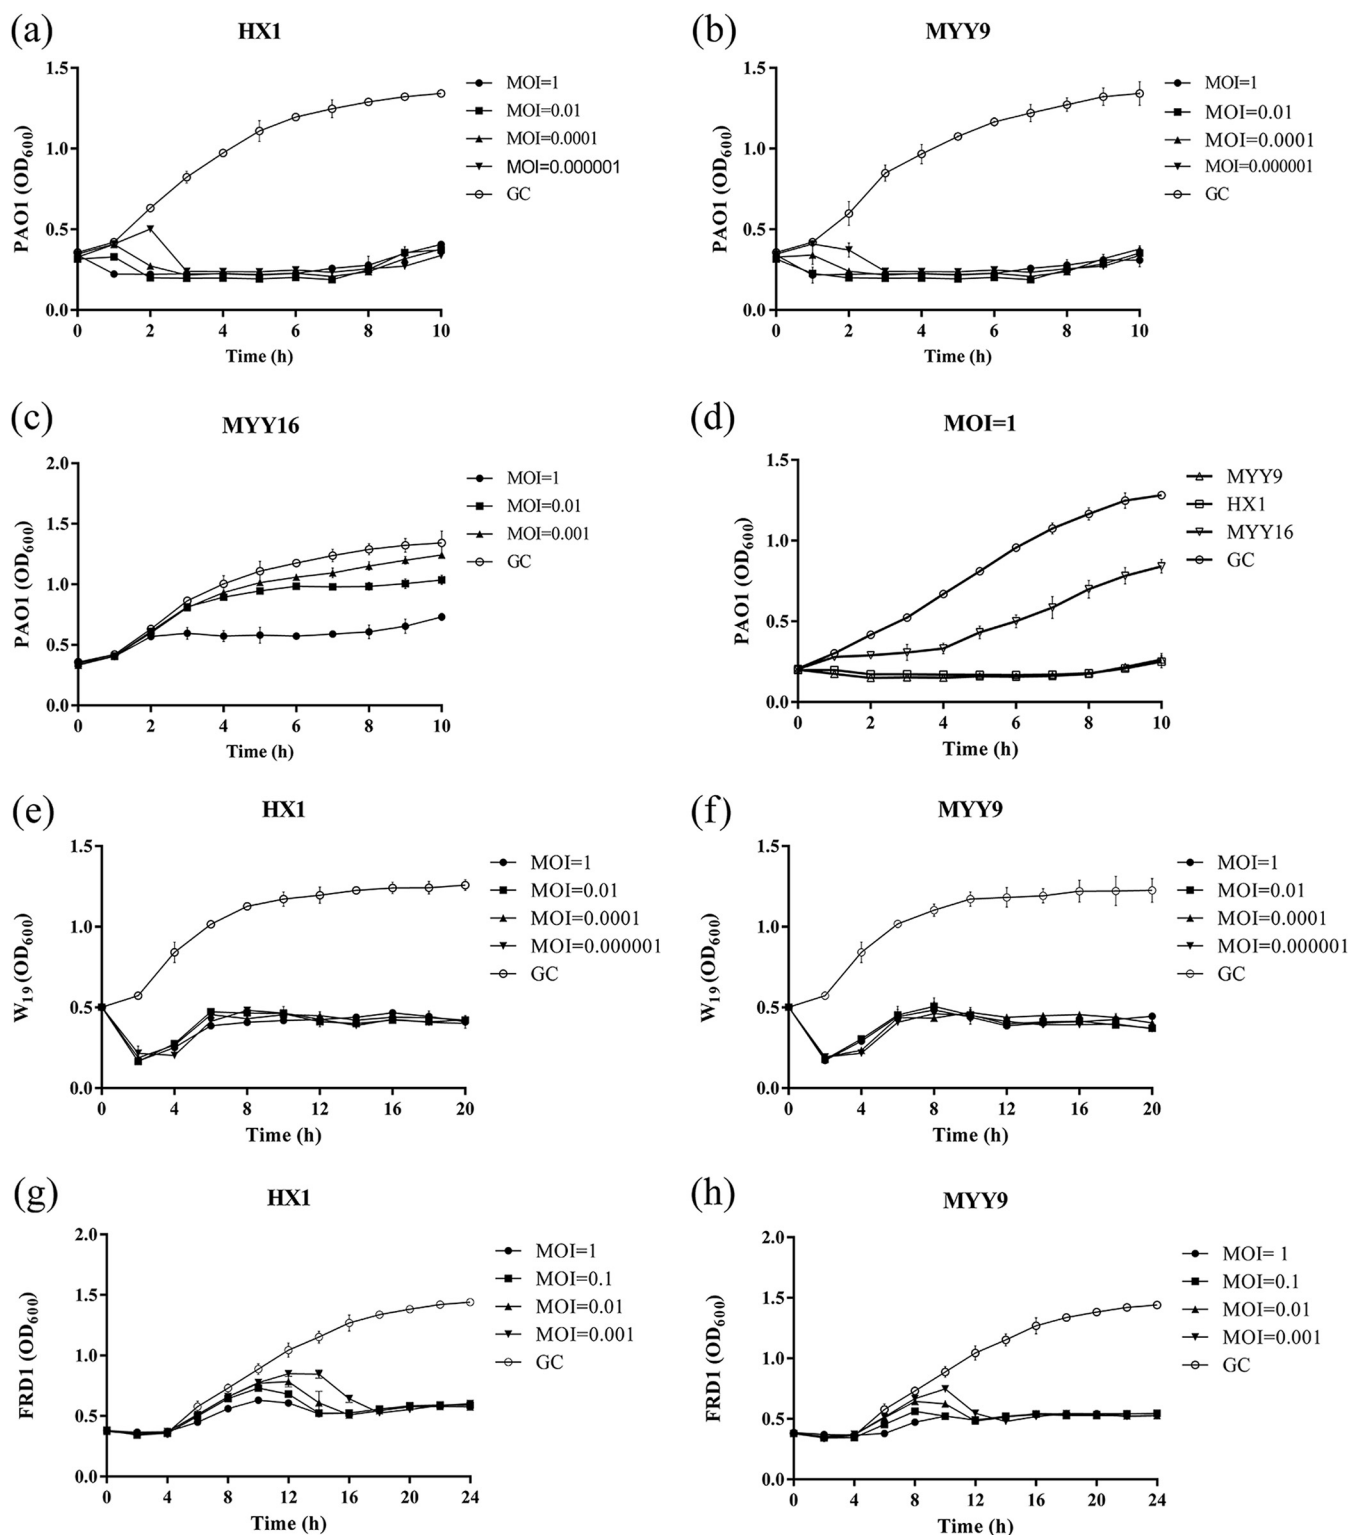 (a)
HX1
PAO1 (OD600)
1.5
1.0
0.5
0.0
0 2 4 6 8 10
Time (h)
MOI=1
MOI=0.01
MOI=0.0001
MOI=0.000001
GC
(b)
MYY9
PAO1 (OD600)
1.5
1.0
0.5
0.0
0 2 4 6 8 10
Time (h)
MOI=1
MOI=0.01
MOI=0.0001
MOI=0.000001
GC
(c)
MYY16
PAO1 (OD600)
2.0
1.5
1.0
0.5
0.0
0 2 4 6 8 10
Time (h)
MOI=1
MOI=0.01
MOI=0.001
GC
(d)
MOI=1
PAO1 (OD600)
1.5
1.0
0.5
0.0
0 2 4 6 8 10
Time (h)
MYY9
HX1
MYY16
GC
(e)
HX1
W19 (OD600)
1.5
1.0
0.5
0.0
0 4 8 12 16 20
Time (h)
MOI=1
MOI=0.01
MOI=0.0001
MOI=0.000001
GC
(f)
MYY9
W19 (OD600)
1.5
1.0
0.5
0.0
0 4 8 12 16 20
Time (h)
MOI=1
MOI=0.01
MOI=0.0001
MOI=0.000001
GC
(g)
HX1
FRD1 (OD600)
2.0
1.5
1.0
0.5
0.0
0 4 8 12 16 20 24
Time (h)
MOI=1
MOI=0.1
MOI=0.01
MOI=0.001
GC
(h)
MYY9
FRD1 (OD600)
2.0
1.5
1.0
0.5
0.0
0 4 8 12 16 20 24
Time (h)
MOI= 1
MOI=0.1
MOI=0.01
MOI=0.001
GC